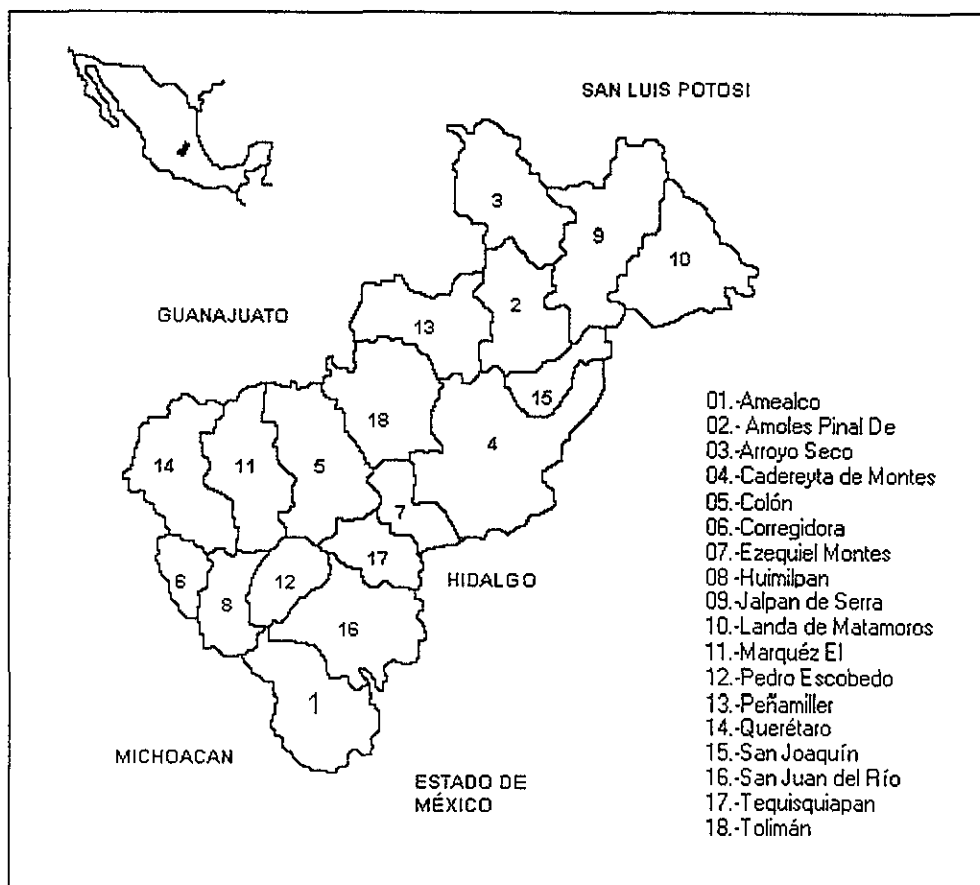 SAN LUIS POTOSI
3
9
10
GUANAJUATO
2
13
15
18
4
14
11
5
7
17
HIDALGO
6
12
8
16
1
MICHOACAN
ESTADO DE
MÉXICO
01.-Amealco
02.- Amoles Pinal De
03.-Arroyo Seco
04.-Cadereyta de Montes
05.-Colón
06.-Corregidora
07.-Ezequiel Montes
08.-Huimilpan
09.-Jalpan de Serra
10.-Landa de Matamoros
11.-Marquéz El
12.-Pedro Escobedo
13.-Peñamiller
14.-Querétaro
15.-San Joaquín
16.-San Juan del Río
17.-Tequisquiapan
18.-Tolimán